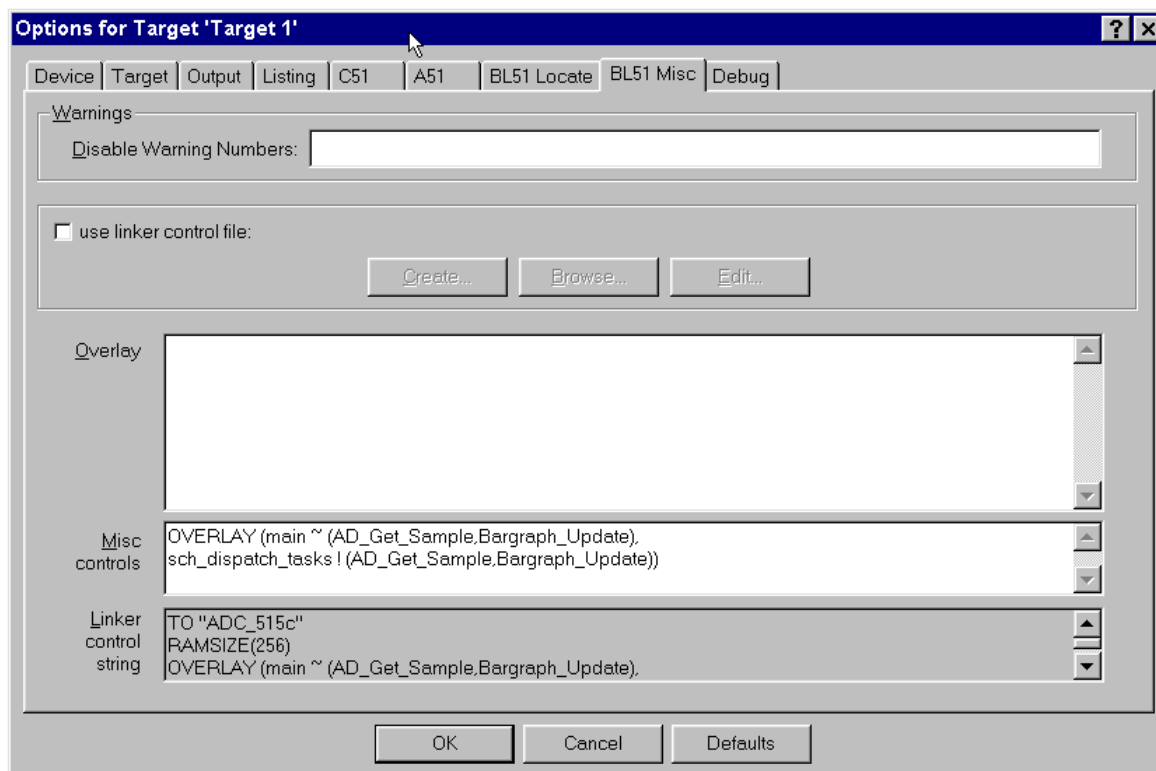 Options for Target 'Target 1'
?
Device Target Output Listing C51 A51 BL51 Locate BL51 Misc Debug
Warnings
Disable Warning Numbers:
use linker control file:
Create... Browse... Edit...
Overlay
Misc controls
OVERLAY (main ~ (AD_Get_Sample,Bargraph_Update),
sch_dispatch_tasks ! (AD_Get_Sample,Bargraph_Update))
Linker control string
TO "ADC_515c"
RAMSIZE(256)
OVERLAY (main ~ (AD_Get_Sample,Bargraph_Update),
OK Cancel Defaults